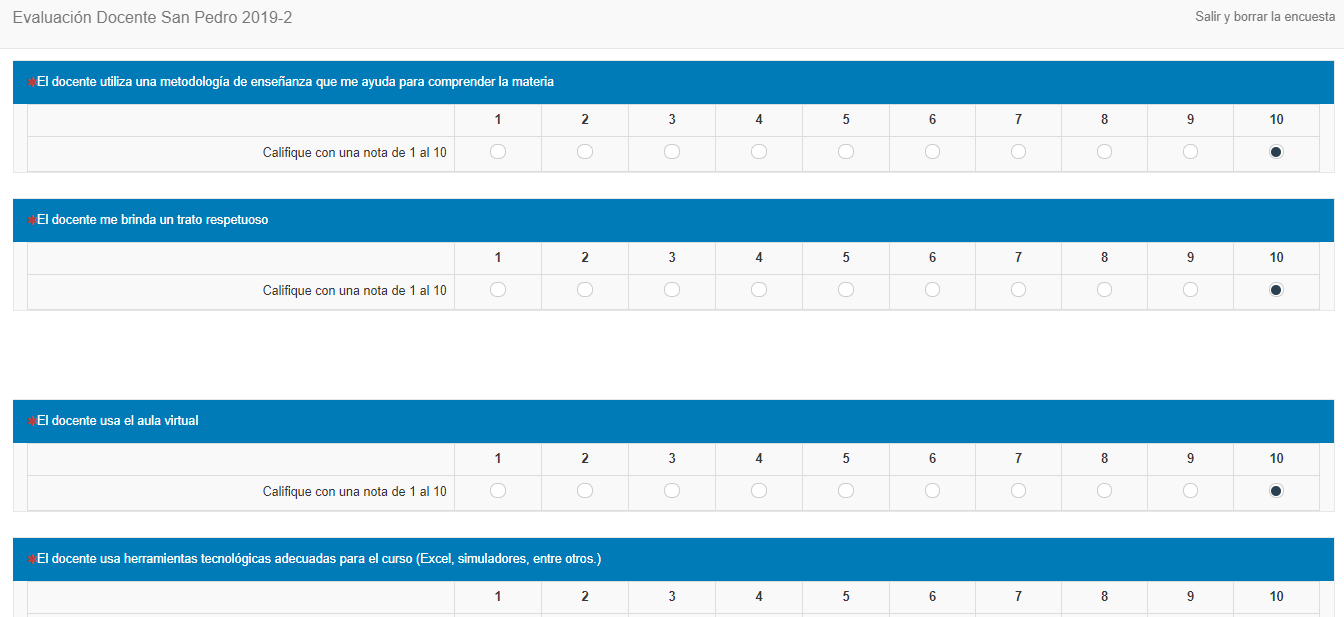 Evaluación Docente San Pedro 2019-2 Salir y borrar la encuesta
*El docente utiliza una metodología de enseñanza que me ayuda para comprender la materia
1 2 3 4 5 6 7 8 9 10
Califique con una nota de 1 al 10
*El docente me brinda un trato respetuoso
1 2 3 4 5 6 7 8 9 10
Califique con una nota de 1 al 10
*El docente usa el aula virtual
1 2 3 4 5 6 7 8 9 10
Califique con una nota de 1 al 10
*El docente usa herramientas tecnológicas adecuadas para el curso (Excel, simuladores, entre otros.)
1 2 3 4 5 6 7 8 9 10